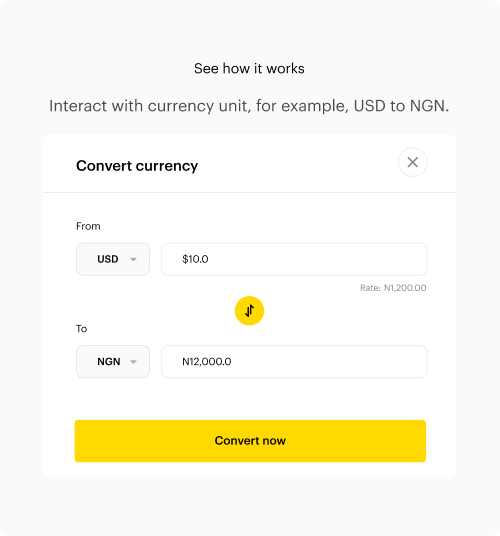 See how it works
Interact with currency unit, for example, USD to NGN.
Convert currency
From
USD
$10.0
Rate: N1,200.00
To
NGN
N12,000.0
Convert now